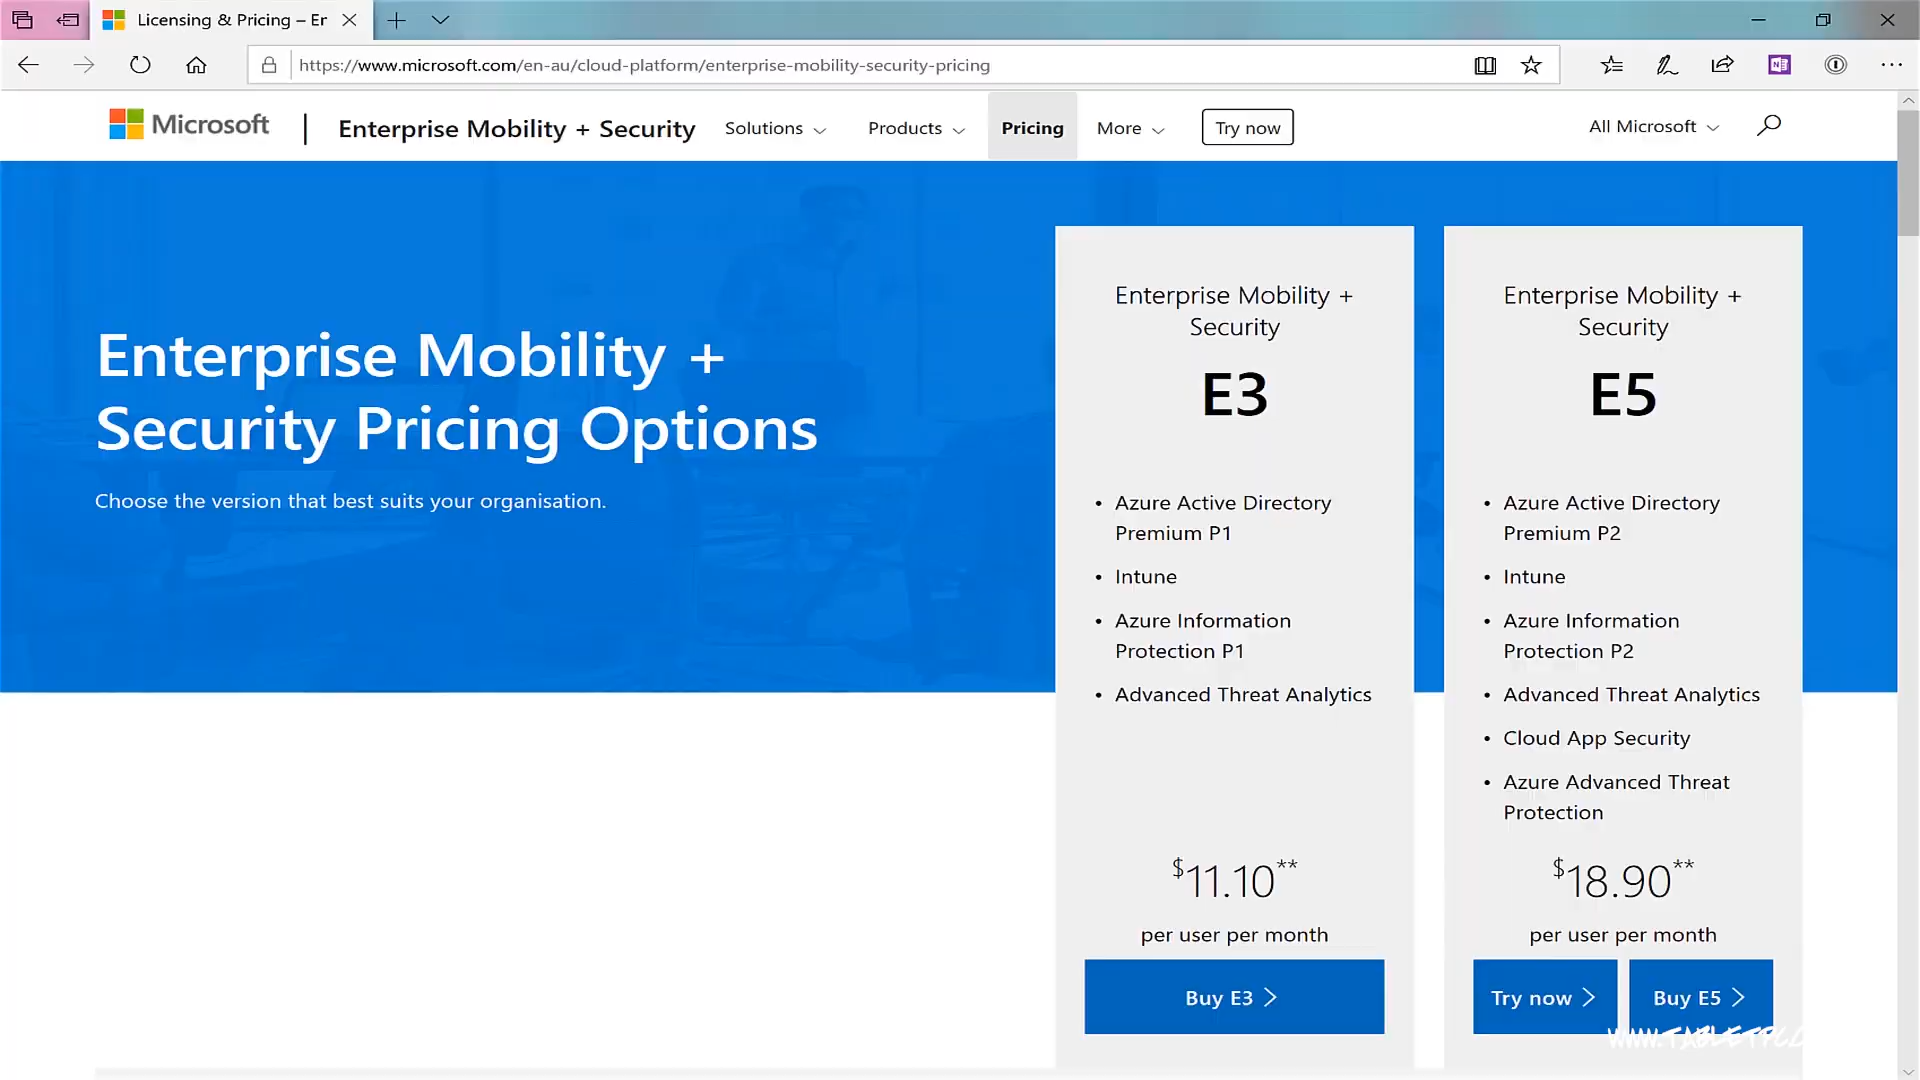 Licensing & Pricing – Er
https://www.microsoft.com/en-au/cloud-platform/enterprise-mobility-security-pricing
Microsoft
Enterprise Mobility + Security
Solutions
Products
Pricing
More
Try now
All Microsoft
Enterprise Mobility +
Security Pricing Options
Choose the version that best suits your organisation.
Enterprise Mobility +
Security
E3
• Azure Active Directory
Premium P1
• Intune
• Azure Information
Protection P1
• Advanced Threat Analytics
$11.10**
per user per month
Buy E3
Enterprise Mobility +
Security
E5
• Azure Active Directory
Premium P2
• Intune
• Azure Information
Protection P2
• Advanced Threat Analytics
• Cloud App Security
• Azure Advanced Threat
Protection
$18.90**
per user per month
Try now
Buy E5